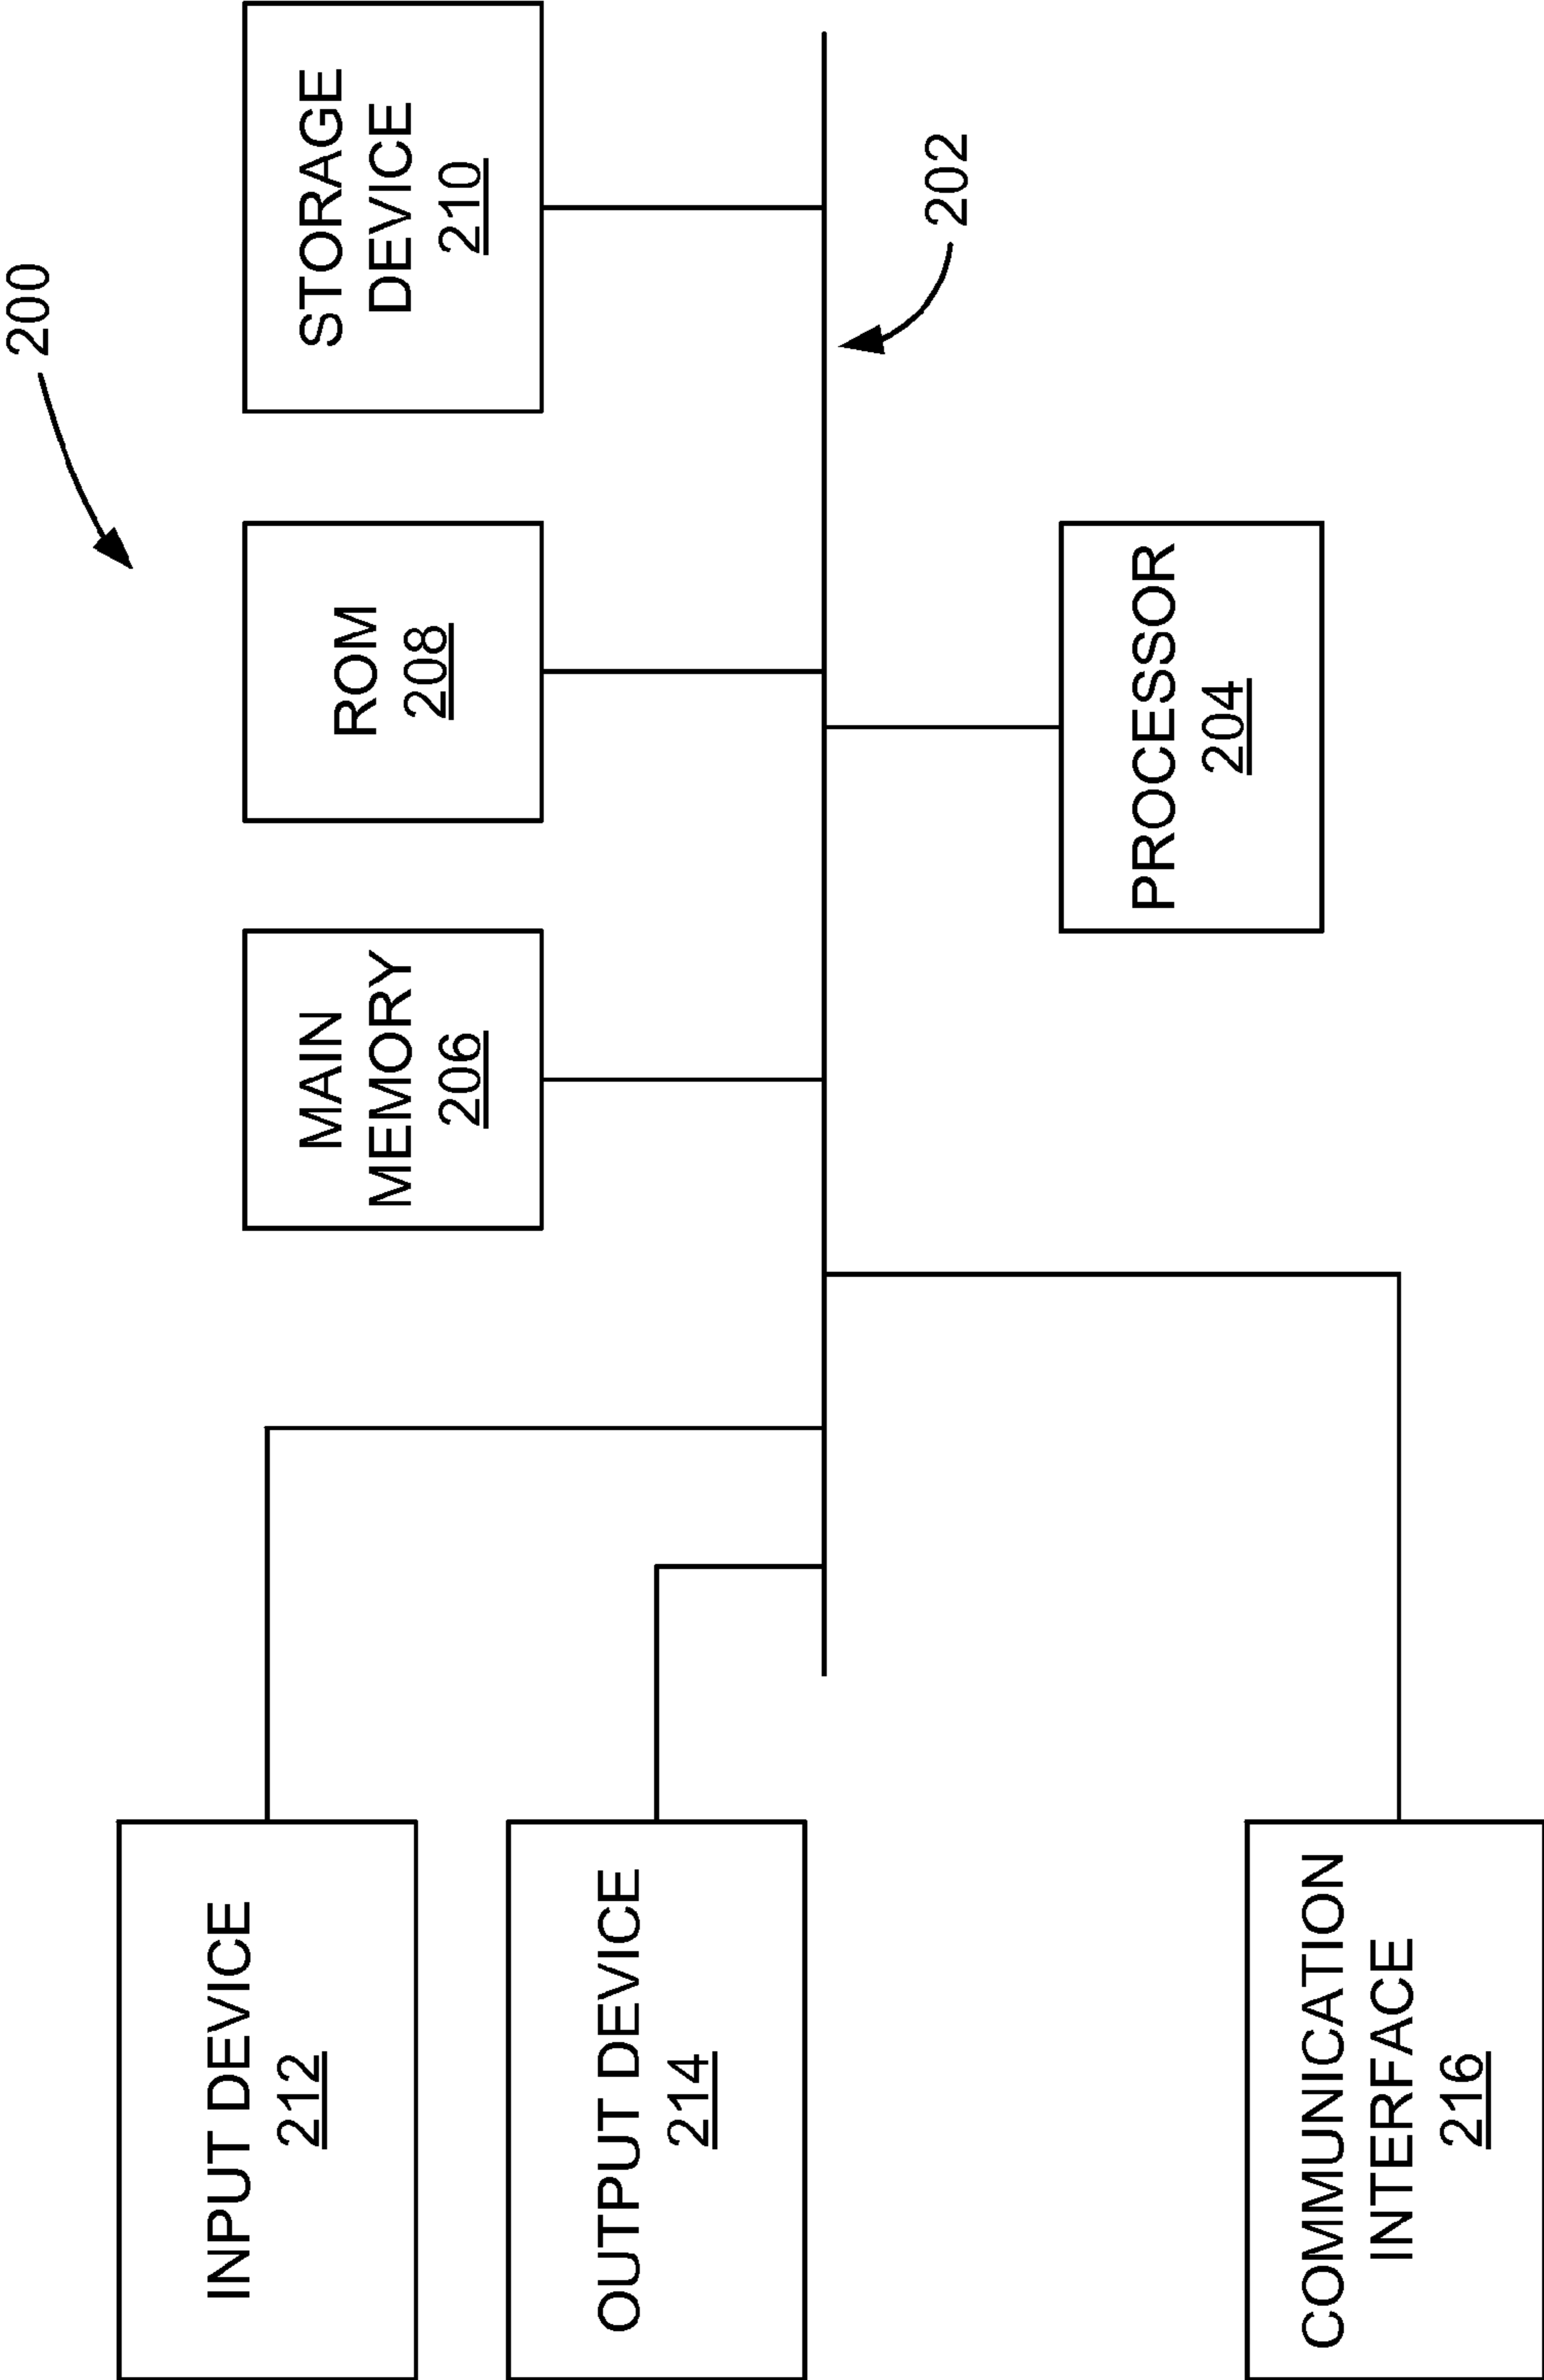 200
INPUT DEVICE
212
MAIN
MEMORY
206
ROM
208
STORAGE
DEVICE
210
OUTPUT DEVICE
214
202
COMMUNICATION
INTERFACE
216
PROCESSOR
204